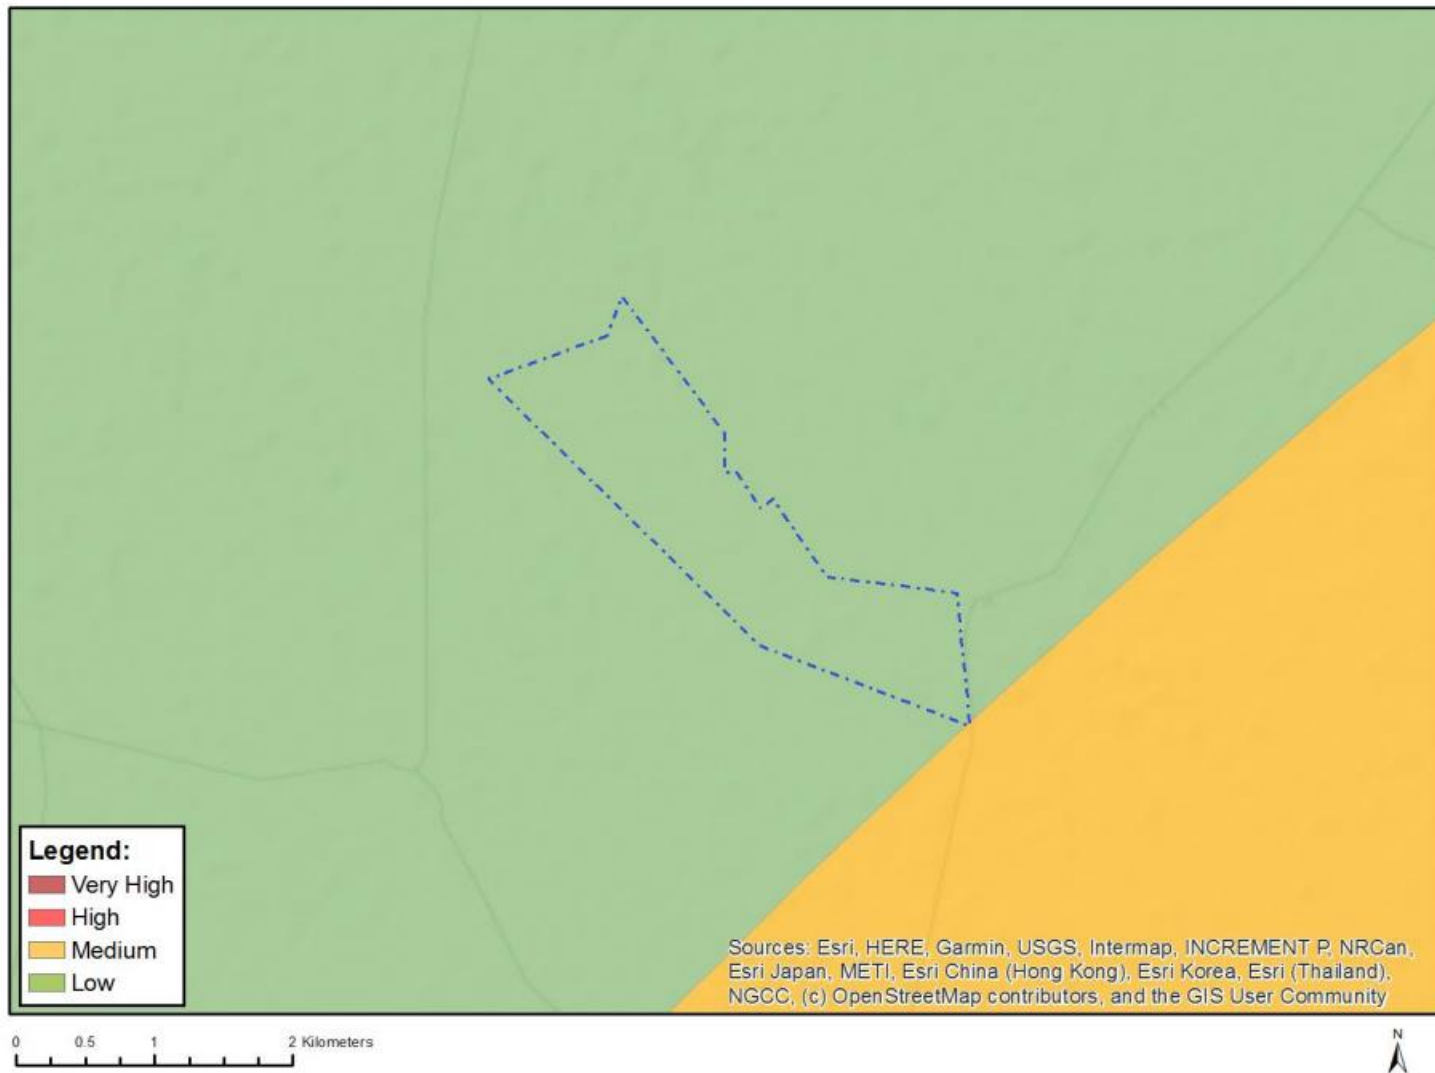 Legend:
Very High
High
Medium
Low
Sources: Esri, HERE, Garmin, USGS, Intermap, INCREMENT P, NRCan,
Esri Japan, METI, Esri China (Hong Kong), Esri Korea, Esri (Thailand),
NGCC, (c) OpenStreetMap contributors, and the GIS User Community
0 0.5 1 2 Kilometers
N